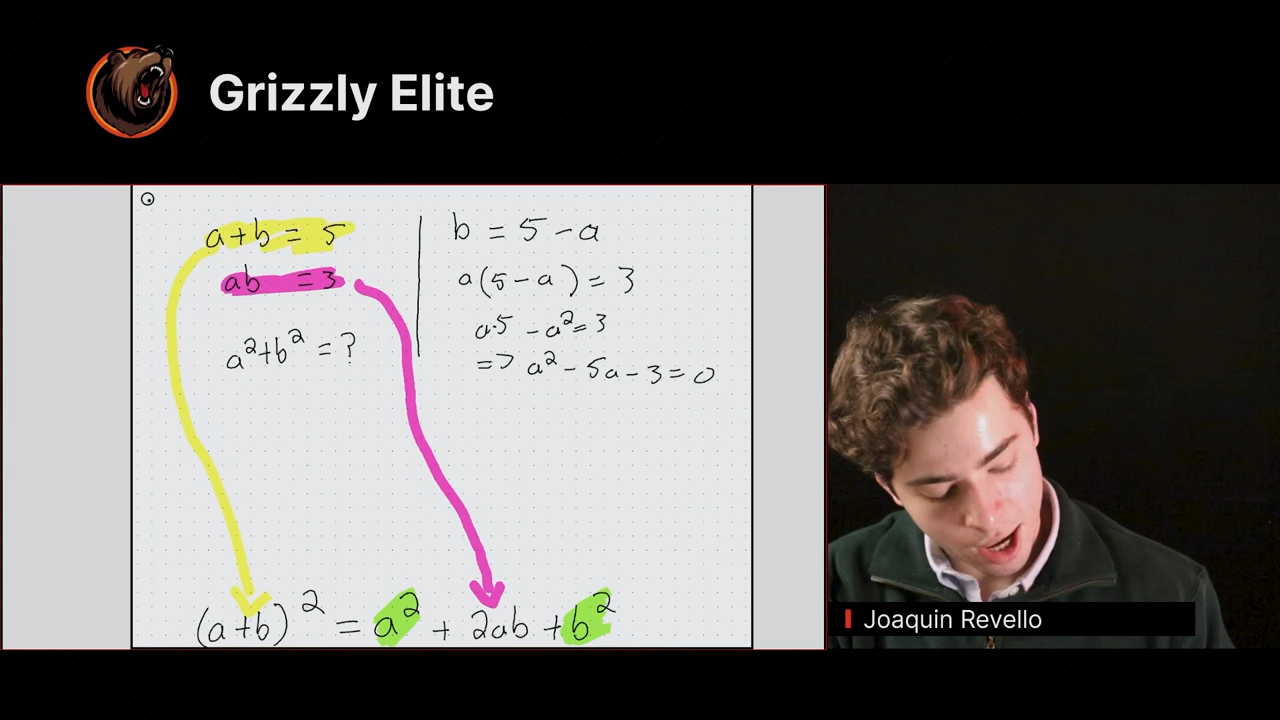 Grizzly Elite
a+b = 5
ab = 3
a²+b² = ?
b = 5 - a
a(5 - a) = 3
a·5 - a² = 3
=> a² - 5a - 3 = 0
(a+b)² = a² + 2ab + b²
Joaquin Revello